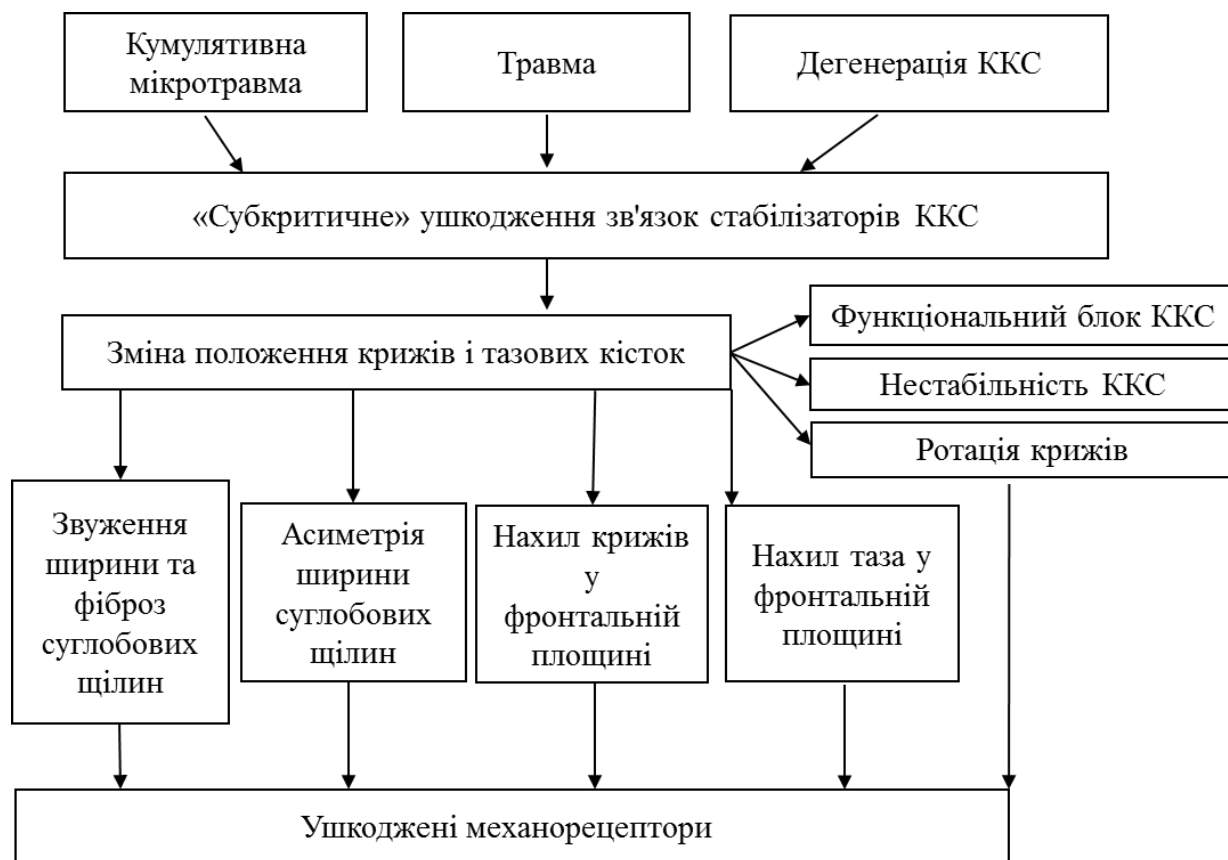 Кумулятивна
мікротравма
Травма
Дегенерація ККС
«Субкритичне» ушкодження зв'язок стабілізаторів ККС
Зміна положення крижів і тазових кісток
Функціональний блок ККС
Нестабільність ККС
Ротація крижів
Звуження
ширини та
фіброз
суглобових
щілин
Асиметрія
ширини
суглобових
щілин
Нахил крижів
у
фронтальній
площині
Нахил таза у
фронтальній
площині
Ушкоджені механорецептори